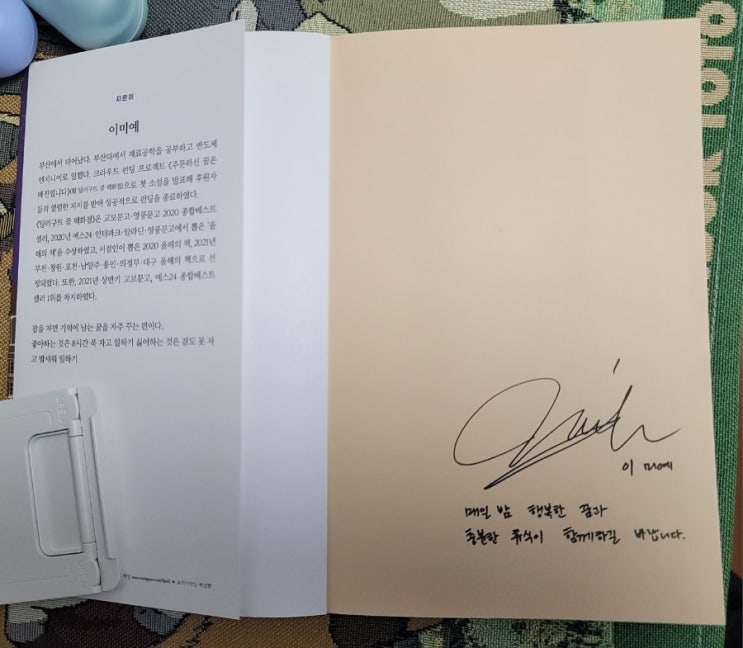 지은이
이미예
부산에서 태어났다. 부산대에서 재료공학을 공부하고 반도체
엔지니어로 일했다. 크라우드 펀딩 프로젝트 《주문하신 꿈은
매진입니다》(歡 달러구트 꿈 백화점)으로 첫 소설을 발표해 후원자
들의 열렬한 지지를 받아 성공적으로 펀딩을 종료하였다.
《달러구트 꿈 백화점》은 교보문고·영풍문고 2020 종합베스트
셀러, 2020년 예스24·인터파크·알라딘·영풍문고에서 뽑은 '올
해의 책'을 수상하였고, 서점인이 뽑은 2020 올해의 책, 2021년
부천·창원·포천·남양주·용인·의정부·대구 올해의 책으로 선
정되었다. 또한, 2021년 상반기 교보문고, 예스24 종합베스트
셀러 1위를 차지하였다.
잠을 자면 기억에 남는 꿈을 자주 꾸는 편이다.
좋아하는 것은 8시간 푹 자고 일하기 싫어하는 것은 잠도 못 자
고 밤새워 일하기
이 미예
매일 밤 행복한 꿈과
충분한 휴식이 함께하길 바랍니다.